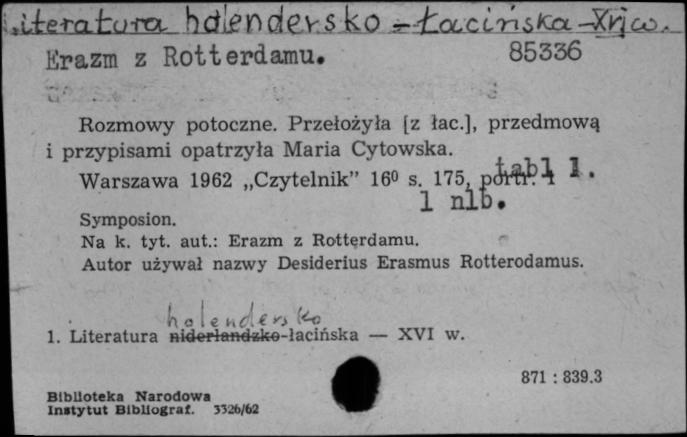 Literatura holendersko-łacińska-XVI w.
Erazm z Rotterdamu. 85336
Rozmowy potoczne. Przełożyła [z łac.], przedmową
i przypisami opatrzyła Maria Cytowska.
Warszawa 1962 „Czytelnik” 16⁰ s. 175, portr. 1 tabl 1.
1 nlb.
Symposion.
Na k. tyt. aut.: Erazm z Rotterdamu.
Autor używał nazwy Desiderius Erasmus Rotterodamus.
holendersko
1. Literatura niderlandzko-łacińska — XVI w.
871 : 839.3
Biblioteka Narodowa
Instytut Bibliograf. 3326/62